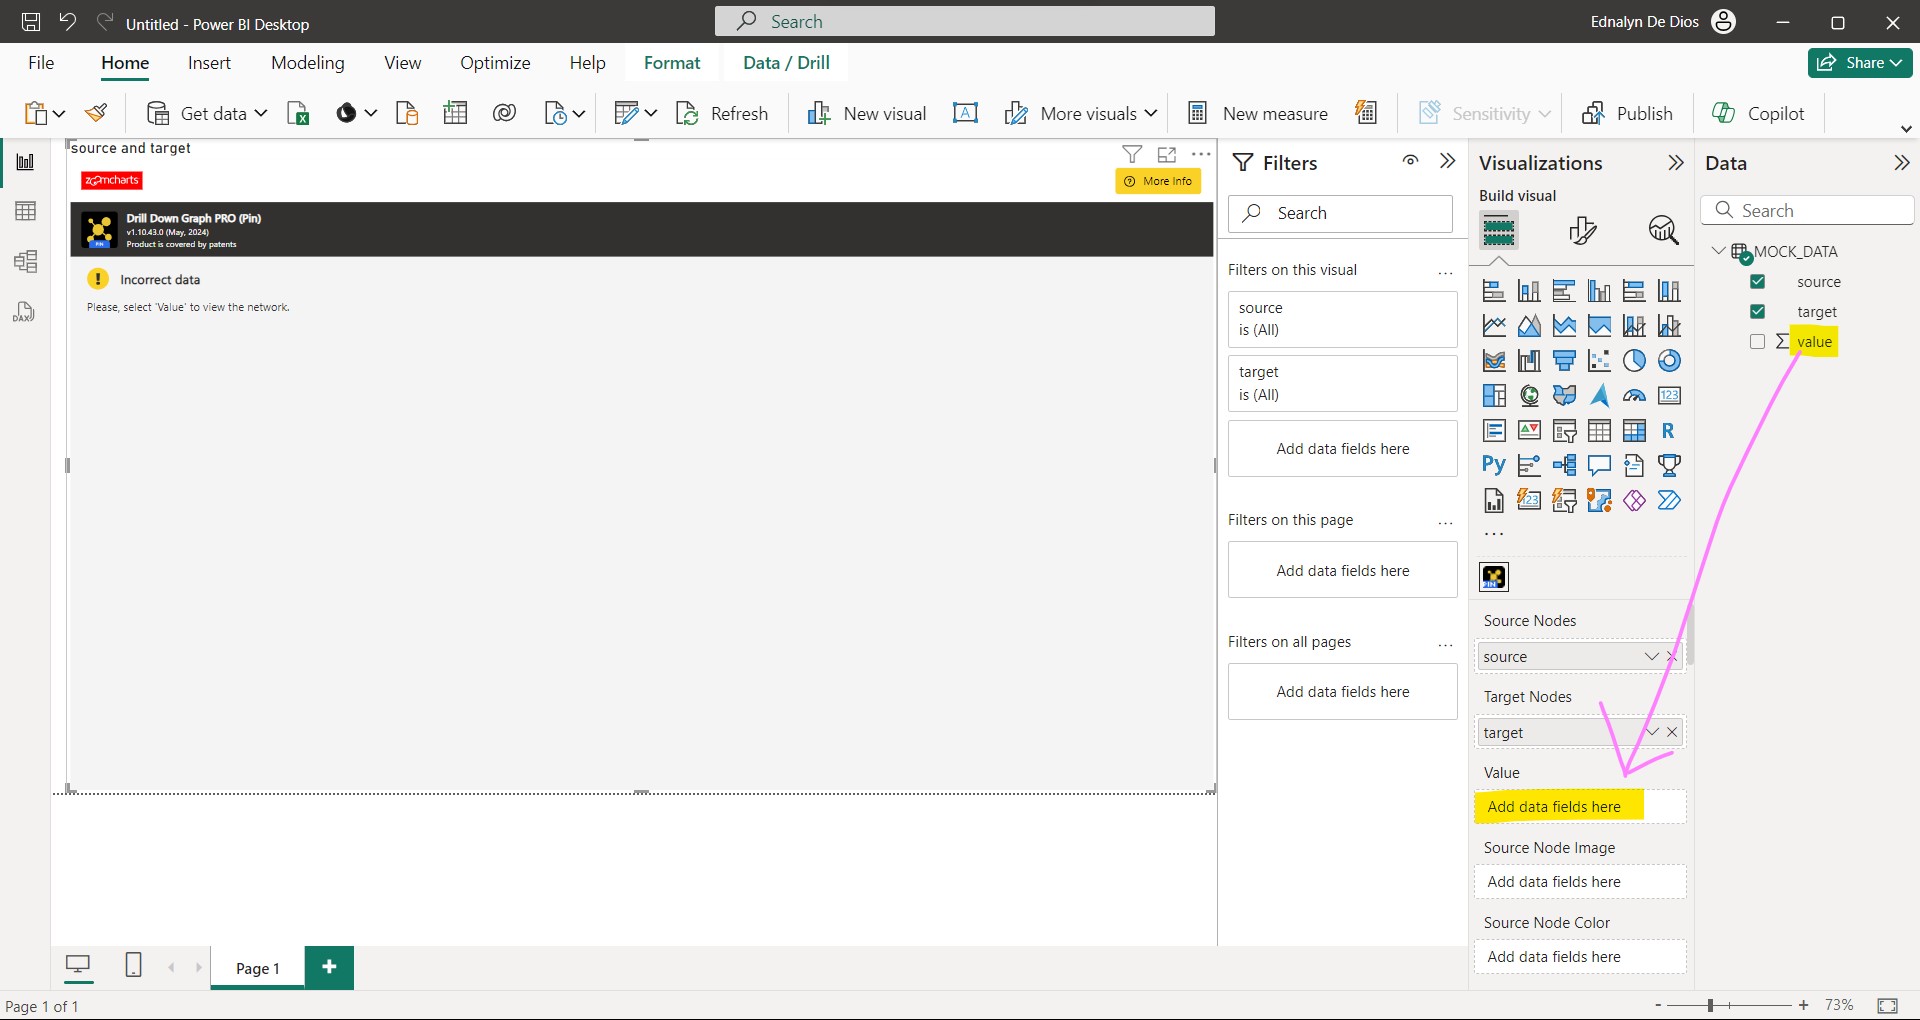 Untitled - Power BI Desktop
Search
Ednalyn De Dios
File
Home
Insert
Modeling
View
Optimize
Help
Format
Data / Drill
Share
Get data
Refresh
New visual
More visuals
New measure
Sensitivity
Publish
Copilot
source and target
zoomcharts
More Info
Drill Down Graph PRO (Pin)
v1.10.43.0 (May, 2024)
Product is covered by patents
PIN
! Incorrect data
Please, select 'Value' to view the network.
DAX
Filters
Search
Filters on this visual
source
is (All)
target
is (All)
Add data fields here
Filters on this page
Add data fields here
Filters on all pages
Add data fields here
Visualizations
Build visual
123
R
Py
123
PIN
Source Nodes
source
Target Nodes
target
Value
Add data fields here
Source Node Image
Add data fields here
Source Node Color
Add data fields here
Data
Search
MOCK_DATA
source
target
Σ value
Page 1
Page 1 of 1
- + 73%